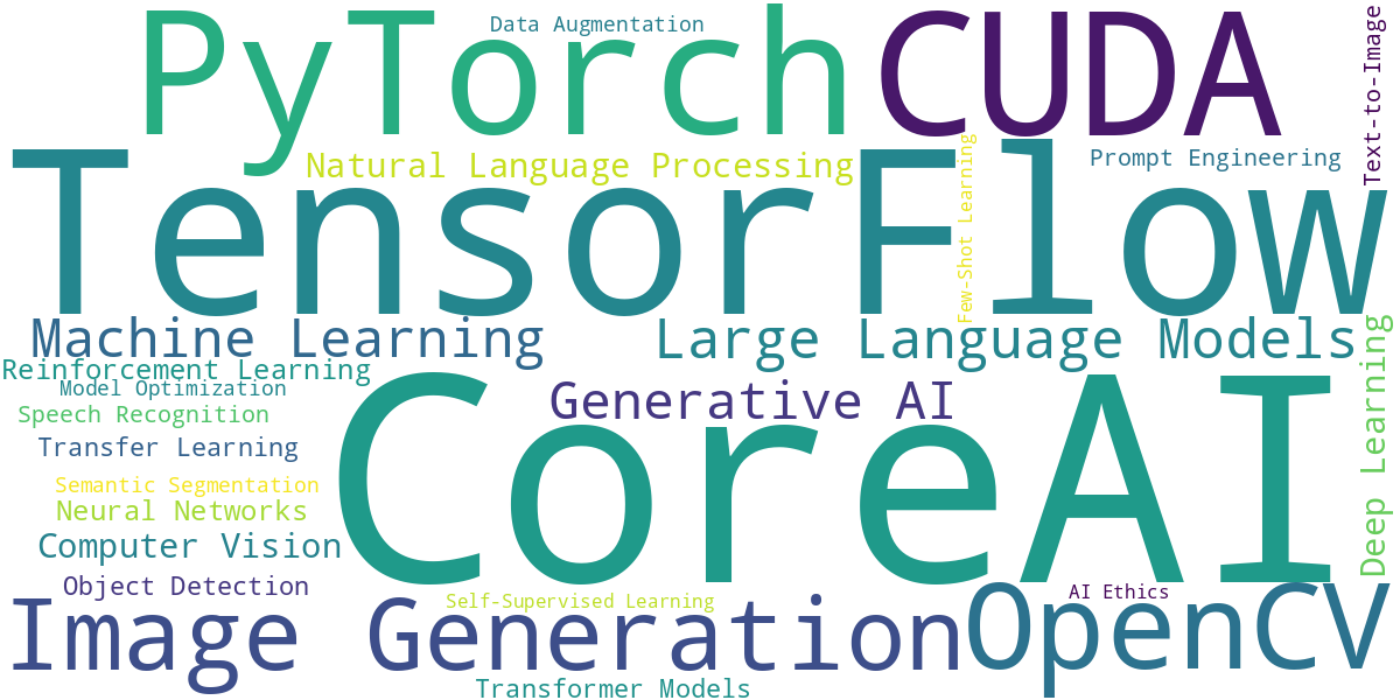 Data Augmentation
PyTorch
CUDA
Text-to-Image
Natural Language Processing
Few-Shot Learning
Prompt Engineering
TensorFlow
Machine Learning
Large Language Models
Reinforcement Learning
Model Optimization
Generative AI
Speech Recognition
Deep Learning
Transfer Learning
CoreAI
Semantic Segmentation
Neural Networks
Computer Vision
Object Detection
AI Ethics
Self-Supervised Learning
Image Generation
OpenCV
Transformer Models